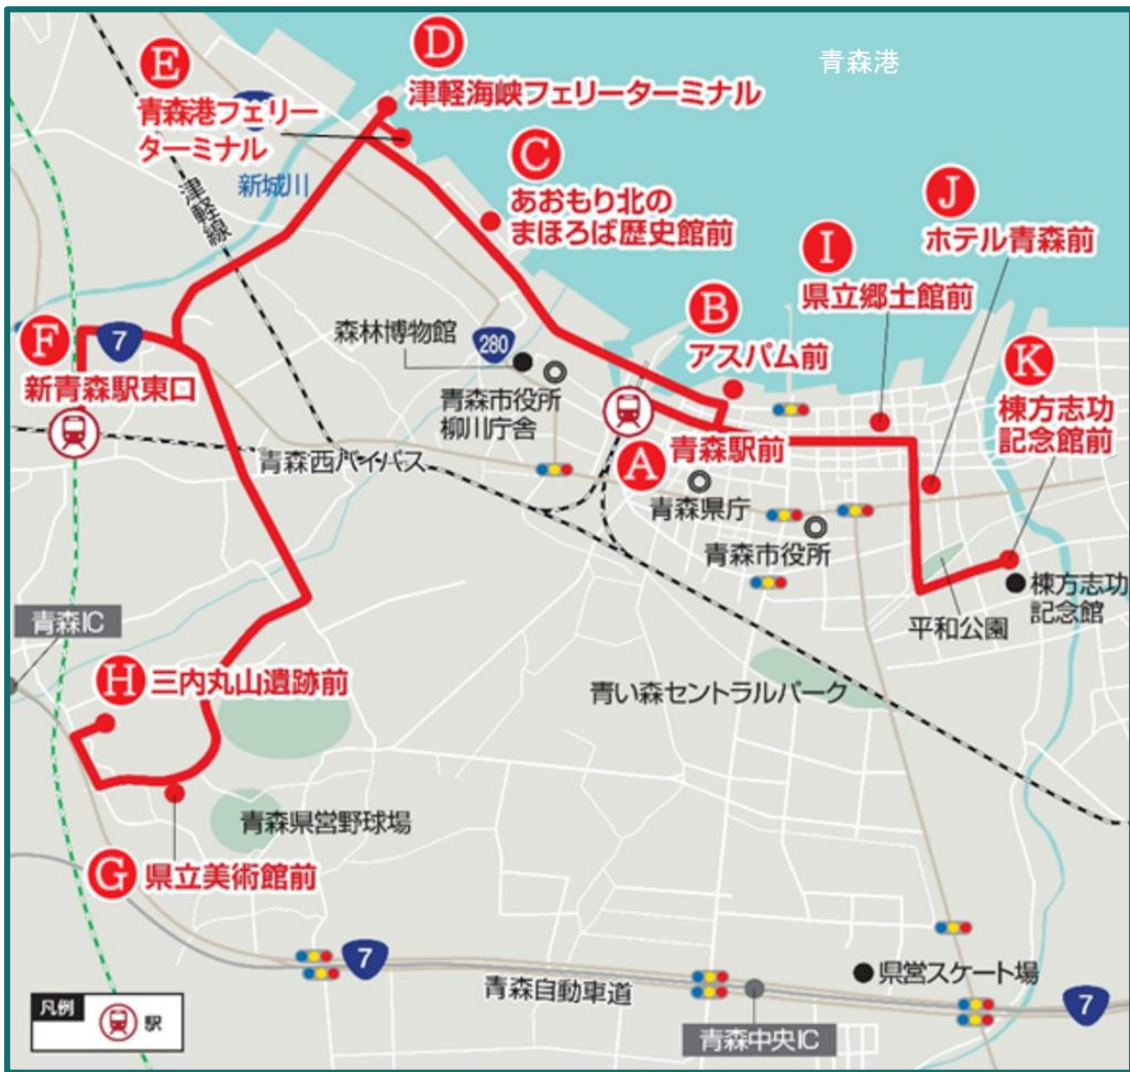 青森港
D
津軽海峡フェリーターミナル
E
青森港フェリー
ターミナル
C
あおもり北の
まほろば歴史館前
新城川
津軽線
J
ホテル青森前
I
県立郷土館前
B
アスパム前
K
棟方志功
記念館前
F
7
新青森駅東口
森林博物館
280
青森市役所
柳川庁舎
A
青森駅前
青森西バイパス
青森県庁
青森市役所
棟方志功
記念館
平和公園
青森IC
H
三内丸山遺跡前
青い森セントラルパーク
青森県営野球場
G
県立美術館前
7
青森自動車道
県営スケート場
7
青森中央IC
凡例
駅